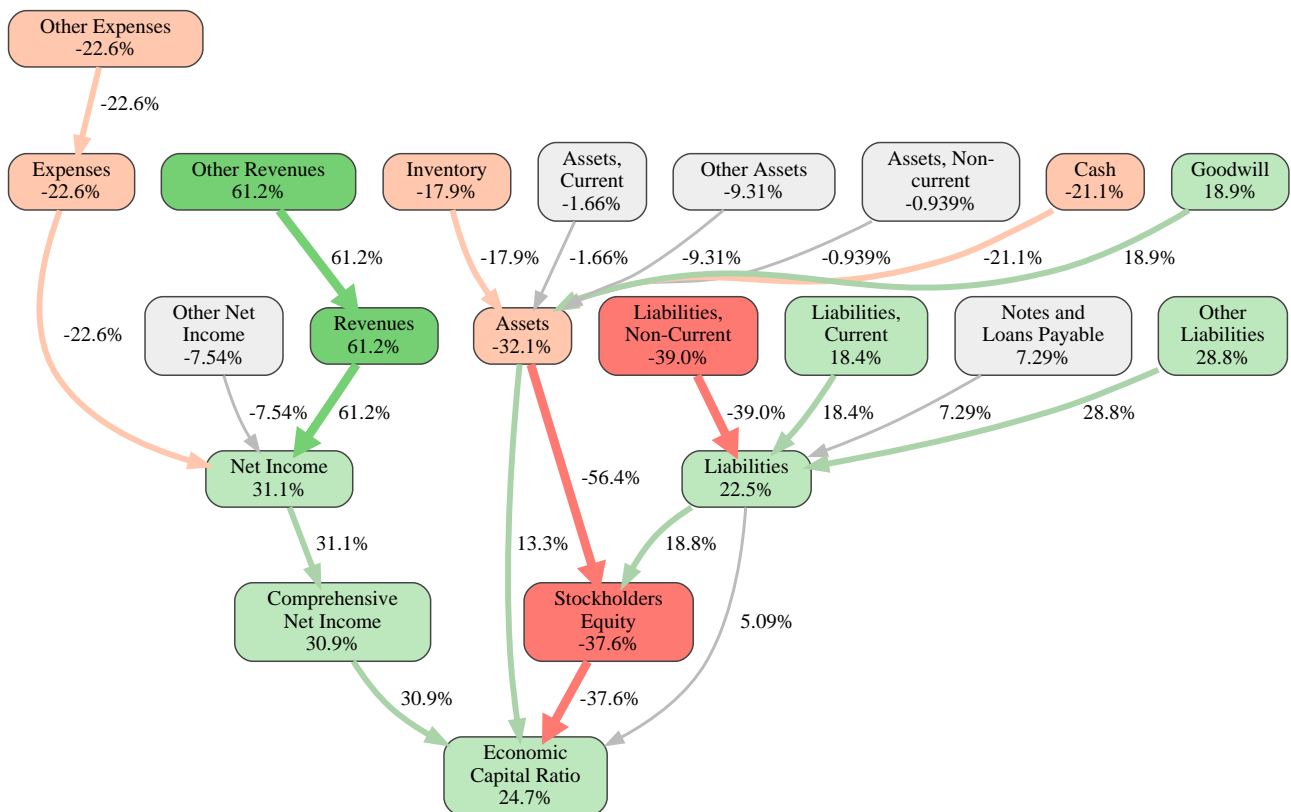 Other Expenses
-22.6%
-22.6%
Expenses
-22.6%
Other Revenues
61.2%
Inventory
-17.9%
Assets,
Current
-1.66%
Other Assets
-9.31%
Assets, Non-
current
-0.939%
Cash
-21.1%
Goodwill
18.9%
61.2%
-17.9%
-1.66%
-9.31%
-0.939%
-21.1%
18.9%
-22.6%
Other Net
Income
-7.54%
Revenues
61.2%
Assets
-32.1%
Liabilities,
Non-Current
-39.0%
Liabilities,
Current
18.4%
Notes and
Loans Payable
7.29%
Other
Liabilities
28.8%
-7.54%
61.2%
-39.0%
18.4%
7.29%
28.8%
Net Income
31.1%
-56.4%
Liabilities
22.5%
31.1%
13.3%
18.8%
Comprehensive
Net Income
30.9%
Stockholders
Equity
-37.6%
5.09%
30.9%
-37.6%
Economic
Capital Ratio
24.7%